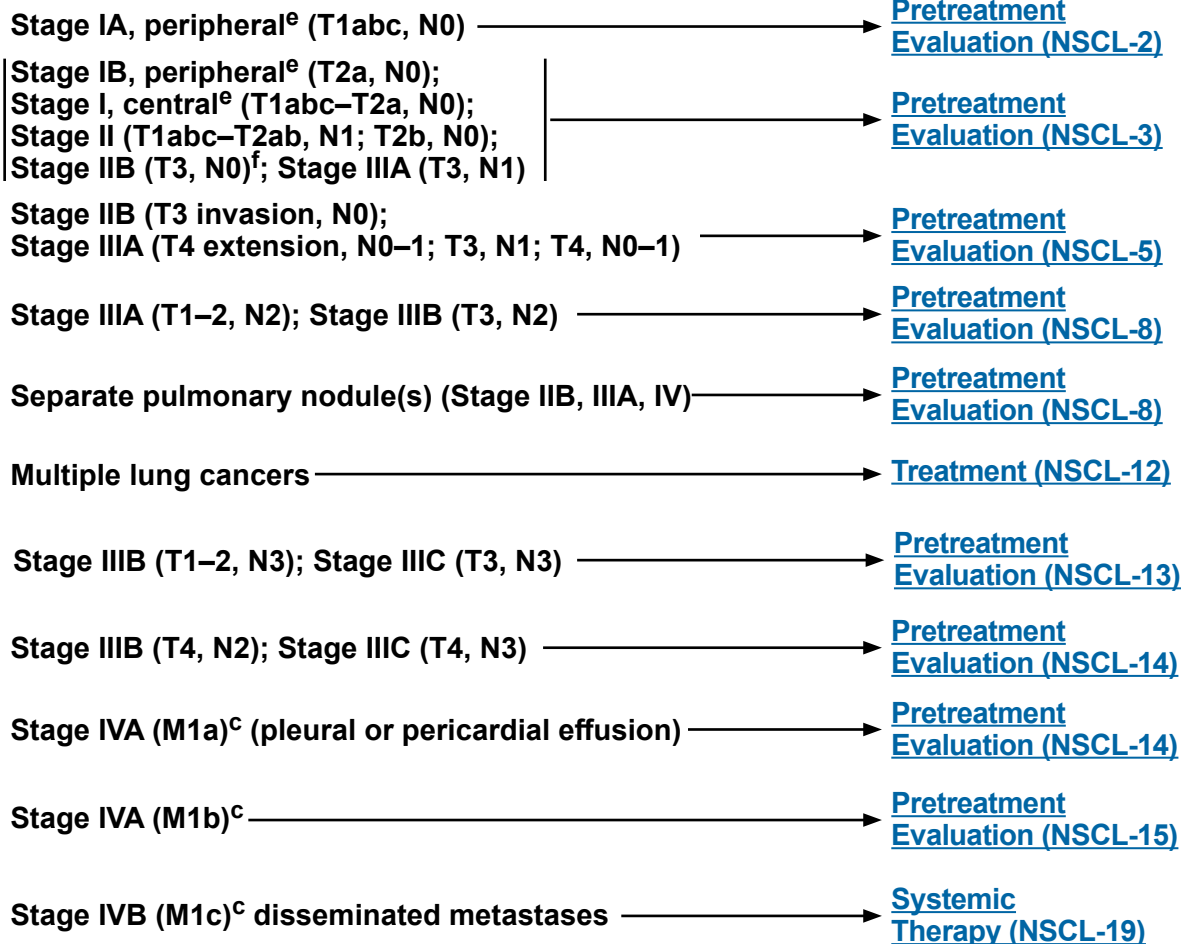 Stage IA, peripheralᵉ (T1abc, N0)
Pretreatment
Evaluation (NSCL-2)
Stage IB, peripheralᵉ (T2a, N0);
Stage I, centralᵉ (T1abc–T2a, N0);
Stage II (T1abc–T2ab, N1; T2b, N0);
Stage IIB (T3, N0)ᶠ; Stage IIIA (T3, N1)
Pretreatment
Evaluation (NSCL-3)
Stage IIB (T3 invasion, N0);
Stage IIIA (T4 extension, N0–1; T3, N1; T4, N0–1)
Pretreatment
Evaluation (NSCL-5)
Stage IIIA (T1–2, N2); Stage IIIB (T3, N2)
Pretreatment
Evaluation (NSCL-8)
Separate pulmonary nodule(s) (Stage IIB, IIIA, IV)
Pretreatment
Evaluation (NSCL-8)
Multiple lung cancers
Treatment (NSCL-12)
Stage IIIB (T1–2, N3); Stage IIIC (T3, N3)
Pretreatment
Evaluation (NSCL-13)
Stage IIIB (T4, N2); Stage IIIC (T4, N3)
Pretreatment
Evaluation (NSCL-14)
Stage IVA (M1a)ᶜ (pleural or pericardial effusion)
Pretreatment
Evaluation (NSCL-14)
Stage IVA (M1b)ᶜ
Pretreatment
Evaluation (NSCL-15)
Stage IVB (M1c)ᶜ disseminated metastases
Systemic
Therapy (NSCL-19)